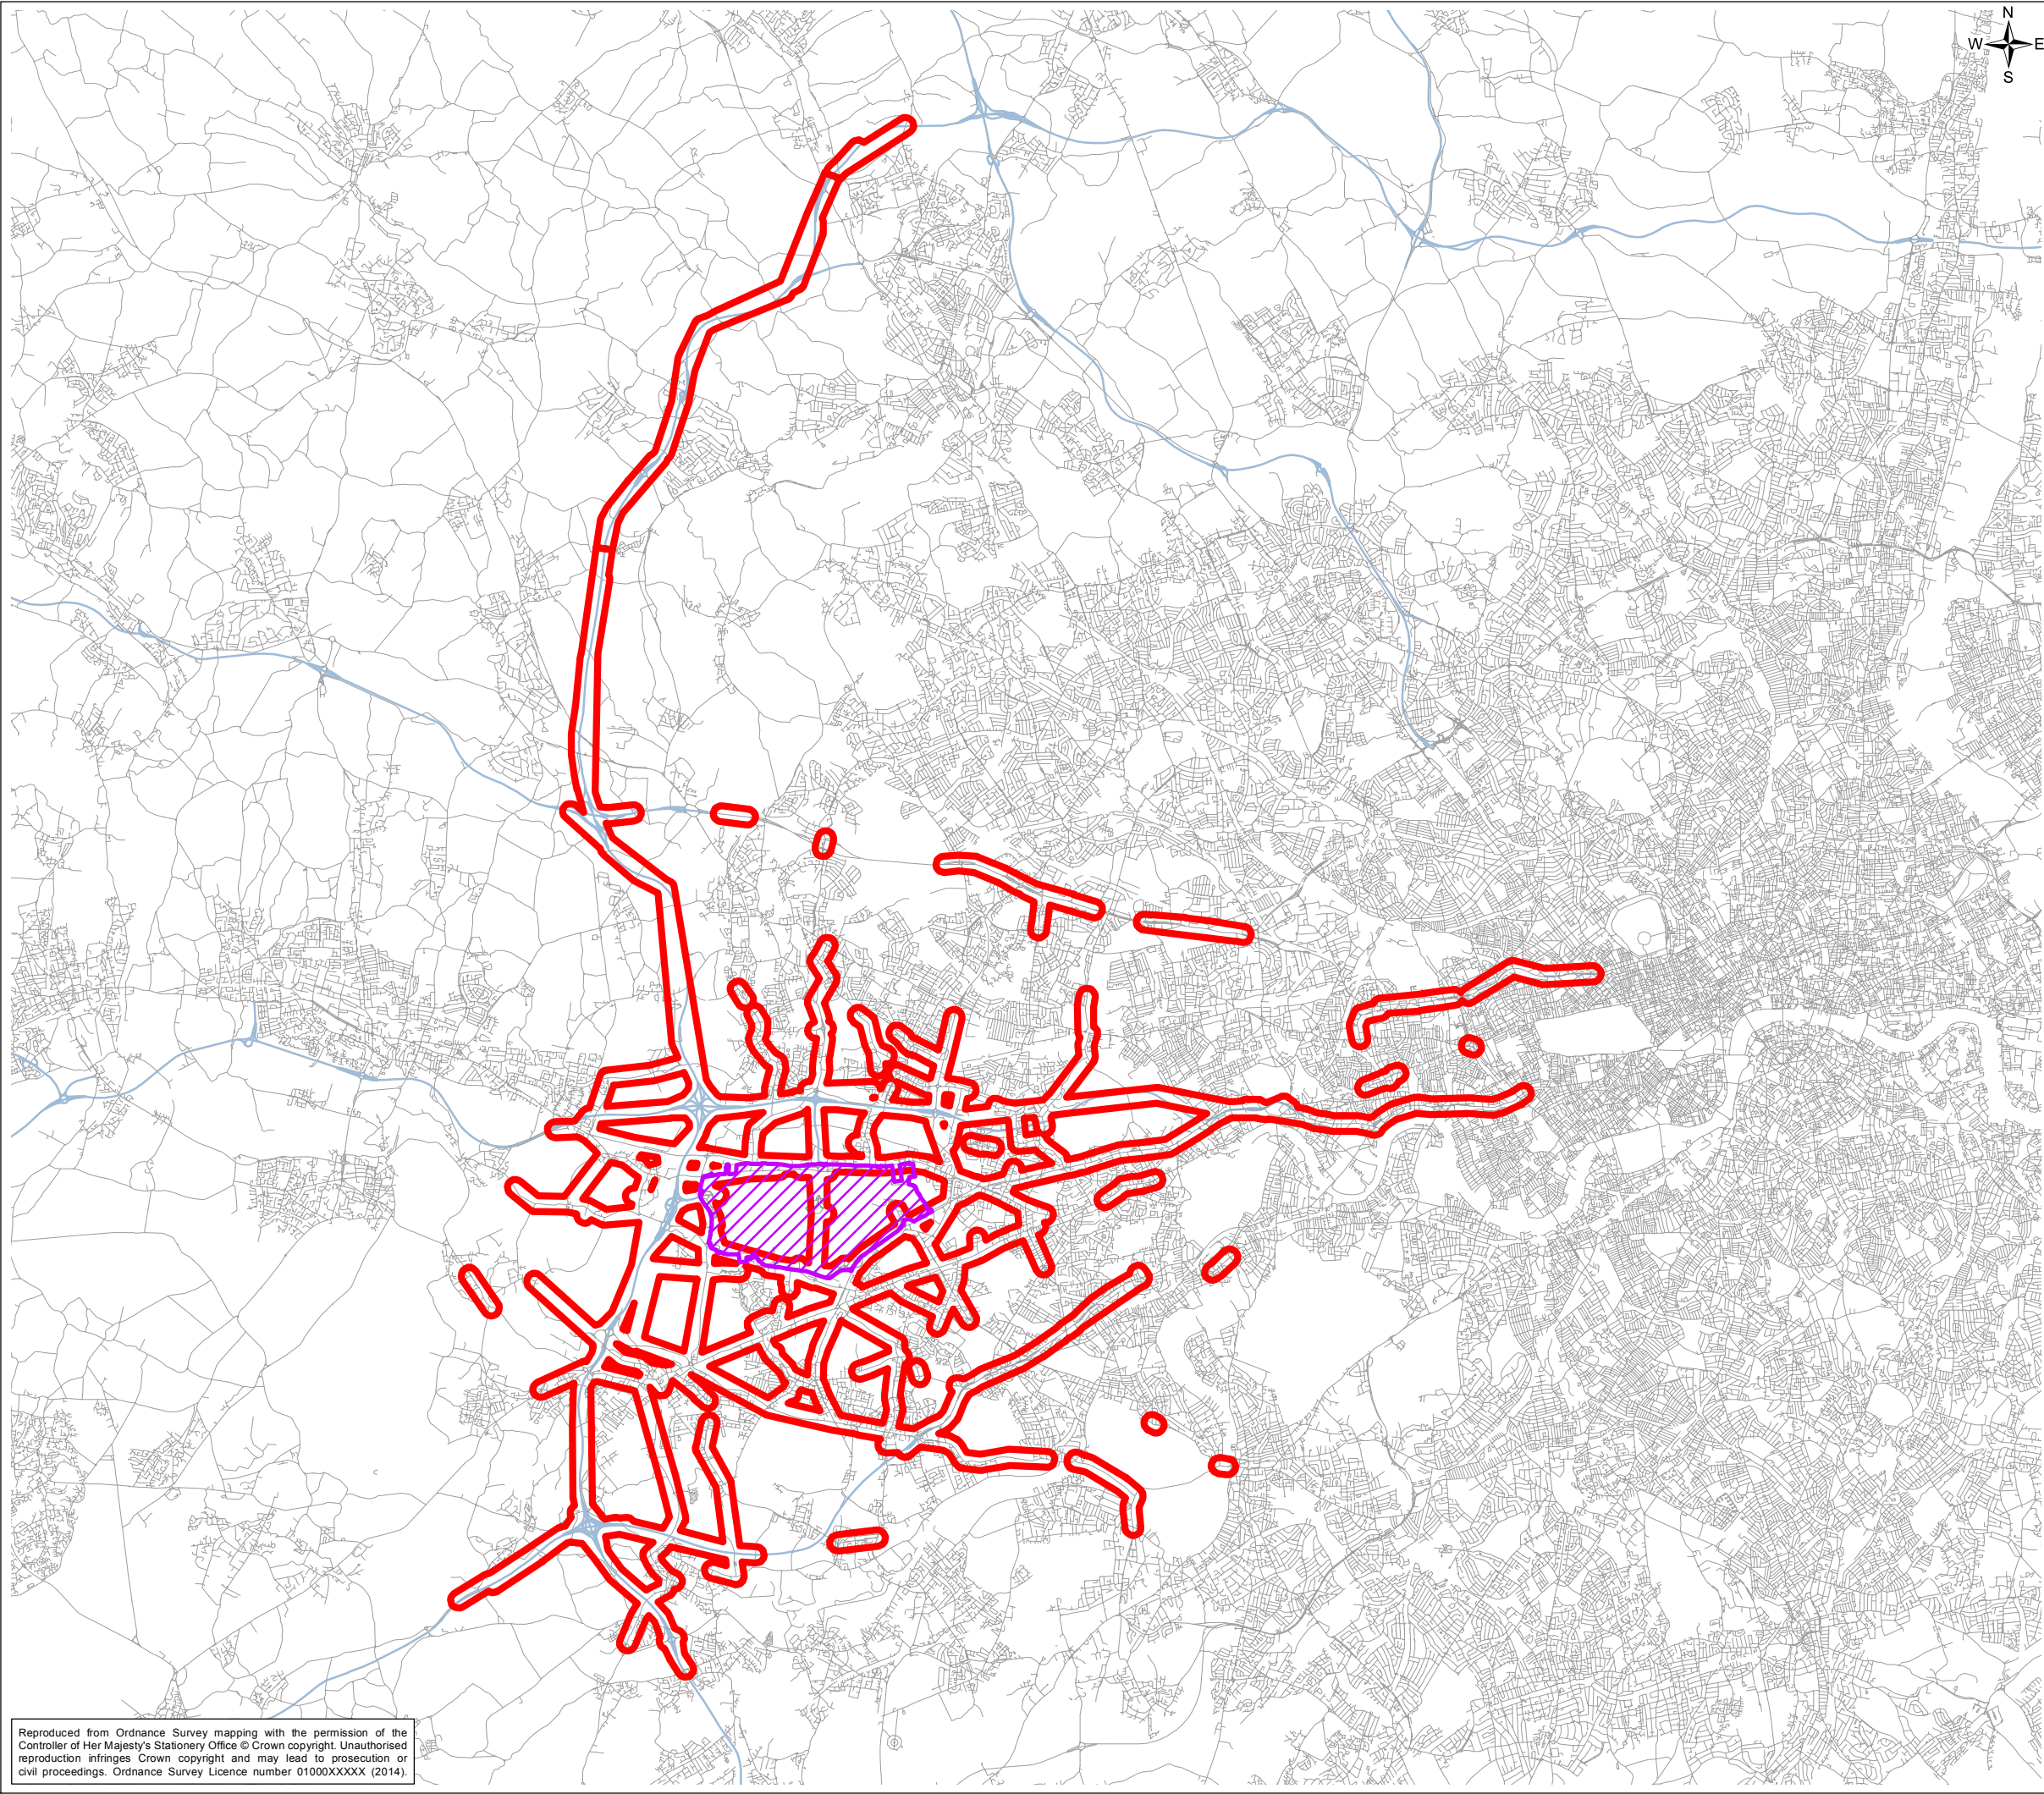 N
W E
S
Reproduced from Ordnance Survey mapping with the permission of the
Controller of Her Majesty's Stationery Office © Crown copyright. Unauthorised
reproduction infringes Crown copyright and may lead to prosecution or
civil proceedings. Ordnance Survey Licence number 01000XXXXX (2014).